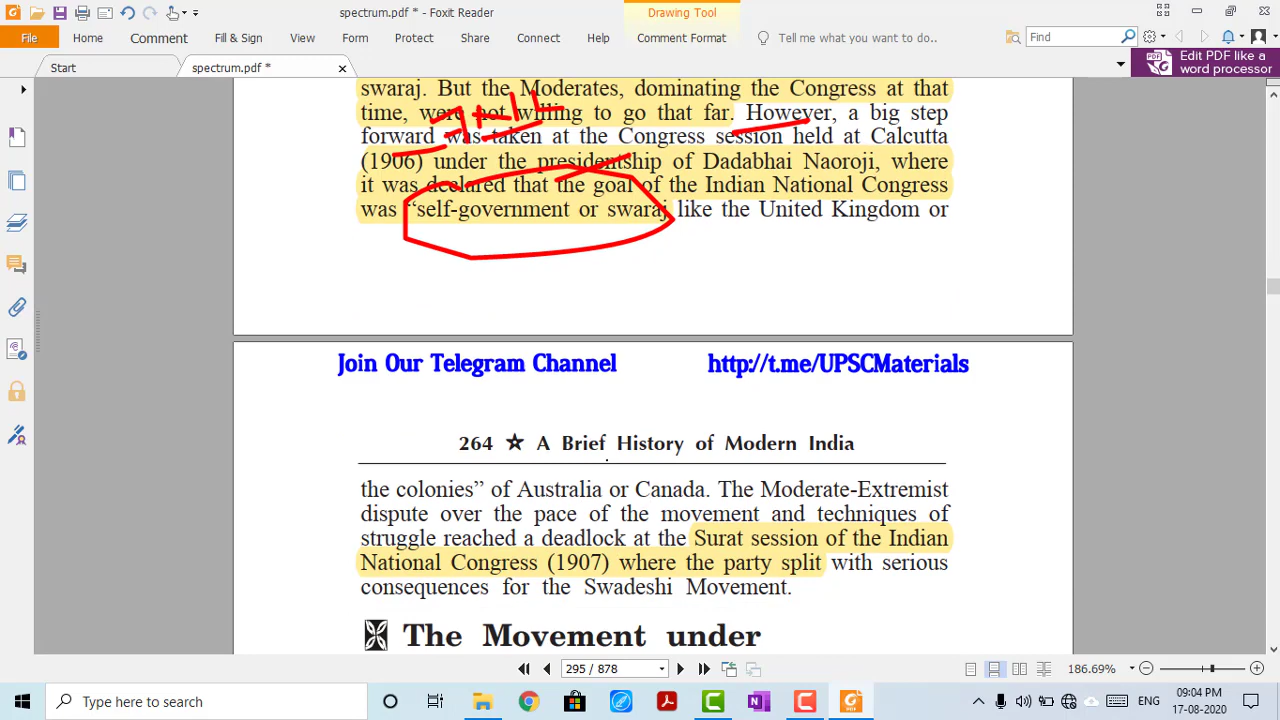 spectrum.pdf * - Foxit Reader
Drawing Tool
File Home Comment Fill & Sign View Form Protect Share Connect Help Comment Format Tell me what you want to do.. Find
Start spectrum.pdf * Edit PDF like a
word processor
swaraj. But the Moderates, dominating the Congress at that
time, were not willing to go that far. However, a big step
forward was taken at the Congress session held at Calcutta
(1906) under the presidentship of Dadabhai Naoroji, where
it was declared that the goal of the Indian National Congress
was “self-government or swaraj like the United Kingdom or
Join Our Telegram Channel http://t.me/UPSCMaterials
264 ☆ A Brief History of Modern India
the colonies” of Australia or Canada. The Moderate-Extremist
dispute over the pace of the movement and techniques of
struggle reached a deadlock at the Surat session of the Indian
National Congress (1907) where the party split with serious
consequences for the Swadeshi Movement.
The Movement under
295 / 878 186.69%
Type here to search
ENG 09:04 PM
17-08-2020